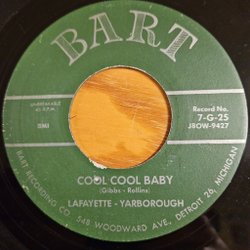 BART
UNBREAKABLE
45 R.P.M.
BMI
Record No.
7-G-25
J8OW-9427
COOL COOL BABY
(Gibbs - Rollins)
LAFAYETTE - YARBOROUGH
BART RECORDING CO. 548 WOODWARD AVE. DETROIT 26, MICHIGAN